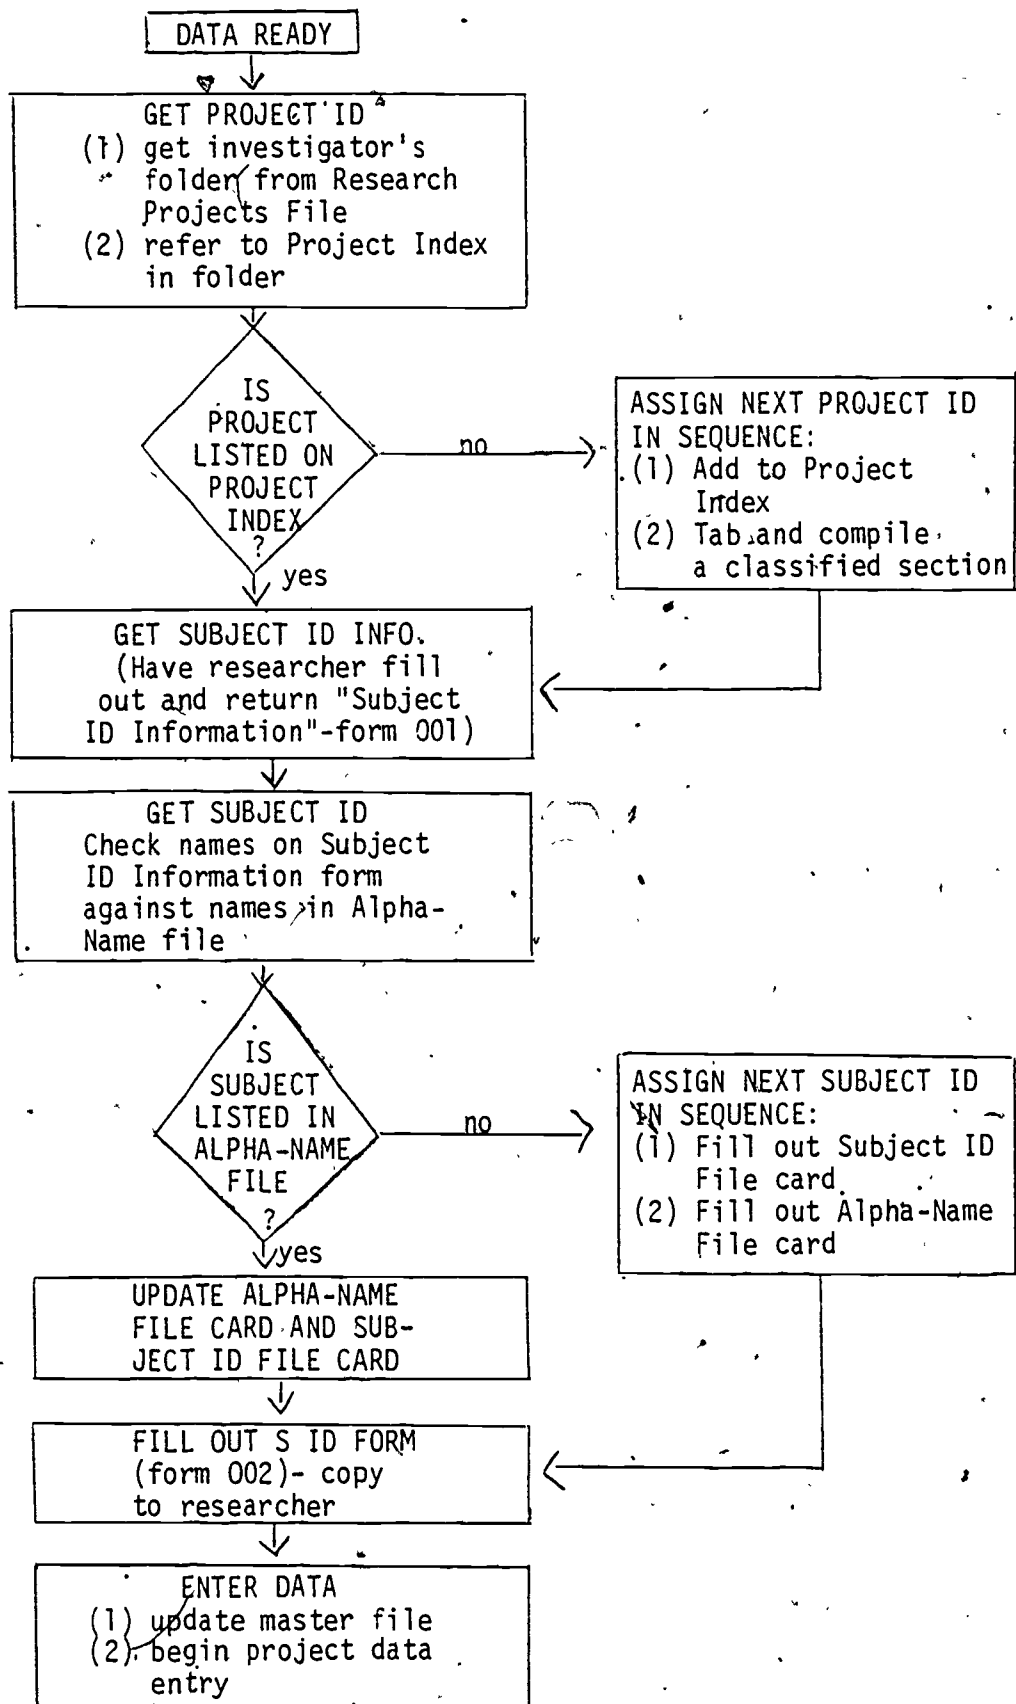 DATA READY
GET PROJECT ID
(1) get investigator's
folder from Research
Projects File
(2) refer to Project Index
in folder
IS
PROJECT
LISTED ON
PROJECT
INDEX
?
no
yes
ASSIGN NEXT PROJECT ID
IN SEQUENCE:
(1) Add to Project
Index
(2) Tab and compile
a classified section
GET SUBJECT ID INFO.
(Have researcher fill
out and return "Subject
ID Information"-form 001)
GET SUBJECT ID
Check names on Subject
ID Information form
against names in Alpha-
Name file
IS
SUBJECT
LISTED IN
ALPHA-NAME
FILE
?
no
yes
ASSIGN NEXT SUBJECT ID
IN SEQUENCE:
(1) Fill out Subject ID
File card
(2) Fill out Alpha-Name
File card
UPDATE ALPHA-NAME
FILE CARD AND SUB-
JECT ID FILE CARD
FILL OUT S ID FORM
(form 002)- copy
to researcher
ENTER DATA
(1) update master file
(2) begin project data
entry